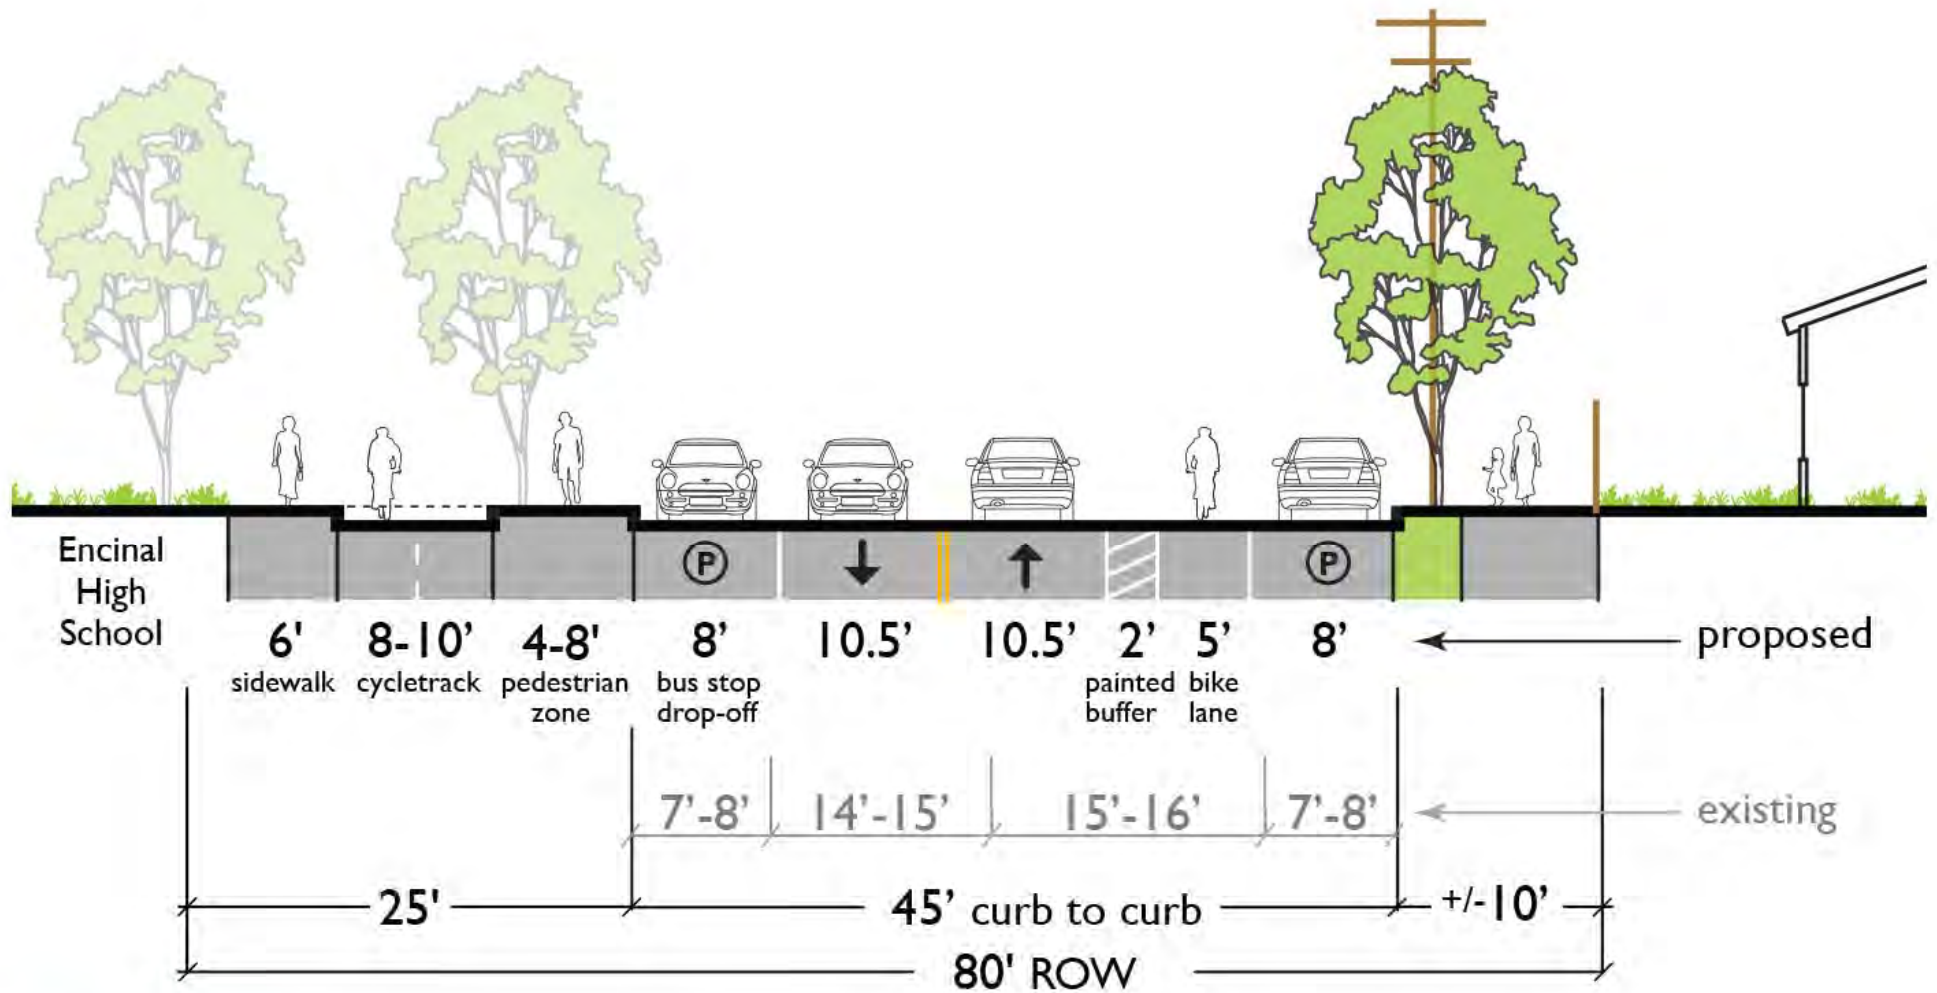 Encinal
High
School
P
P
6' 8-10' 4-8' 8' 10.5' 10.5' 2' 5' 8' proposed
sidewalk cycletrack pedestrian zone bus stop drop-off painted buffer bike lane
7'-8' 14'-15' 15'-16' 7'-8' existing
25' 45' curb to curb +/-10'
80' ROW